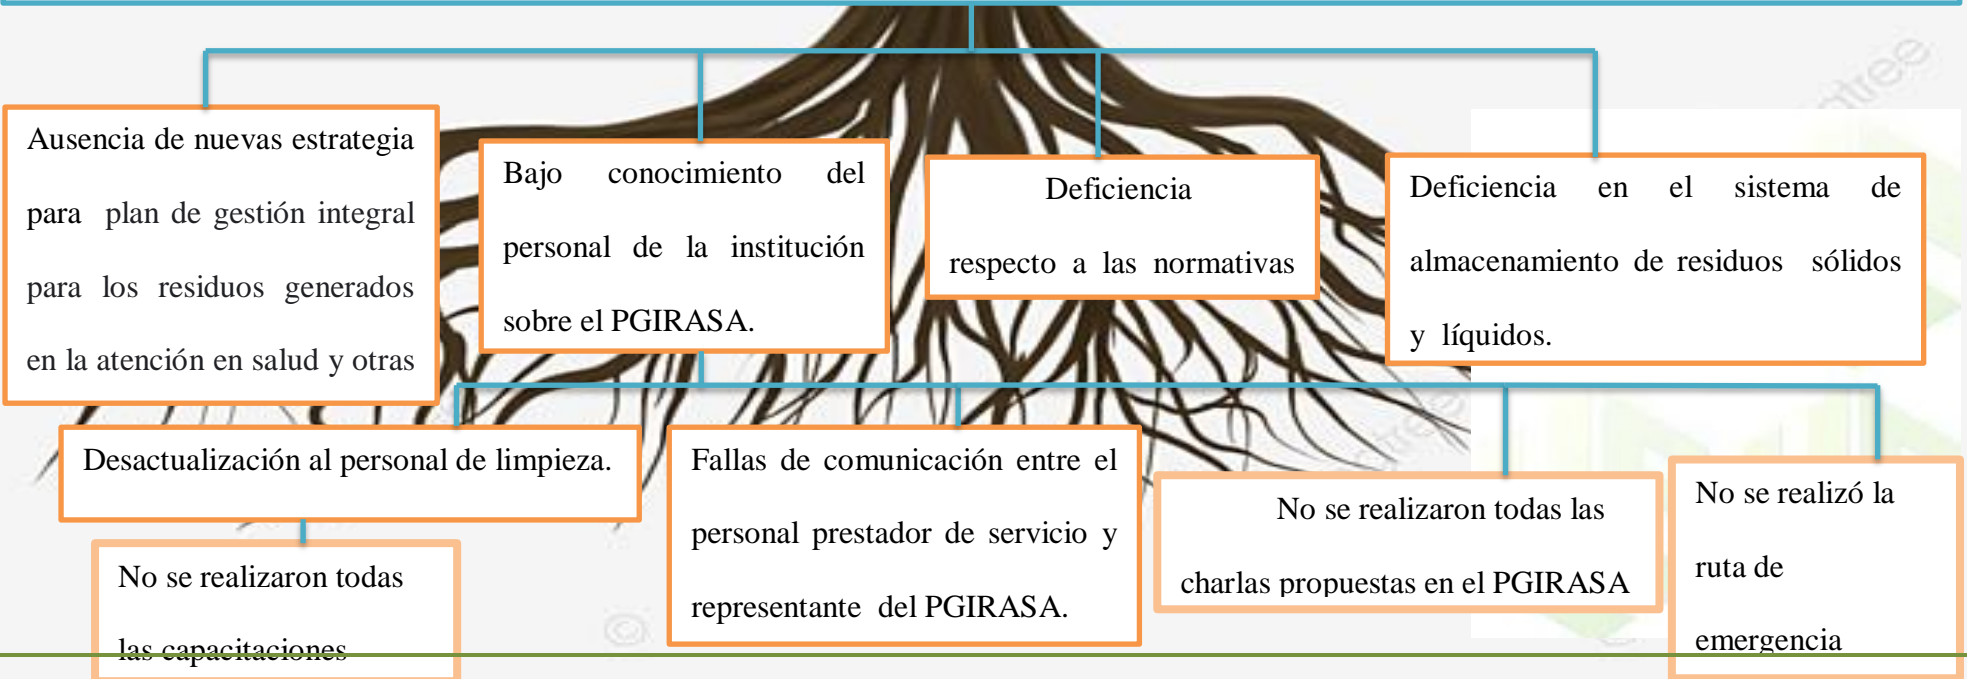 Ausencia de nuevas estrategia
para plan de gestión integral
para los residuos generados
en la atención en salud y otras
Bajo conocimiento del
personal de la institución
sobre el PGIRASA.
Deficiencia
respecto a las normativas
Deficiencia en el sistema de
almacenamiento de residuos sólidos
y líquidos.
Desactualización al personal de limpieza.
No se realizaron todas
las capacitaciones
Fallas de comunicación entre el
personal prestador de servicio y
representante del PGIRASA.
No se realizaron todas las
charlas propuestas en el PGIRASA
No se realizó la
ruta de
emergencia